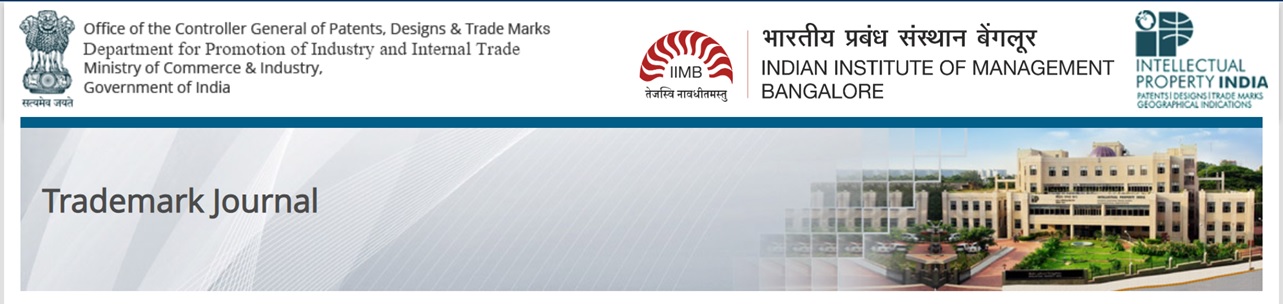 Office of the Controller General of Patents, Designs & Trade Marks
Department for Promotion of Industry and Internal Trade
Ministry of Commerce & Industry,
Government of India
सत्यमेव जयते
IIMB
तेजस्वि नावधीतमस्तु
भारतीय प्रबंध संस्थान बेंगलूर
INDIAN INSTITUTE OF MANAGEMENT
BANGALORE
INTELLECTUAL
PROPERTY INDIA
PATENTS|DESIGNS|TRADE MARKS
GEOGRAPHICAL INDICATIONS
Trademark Journal